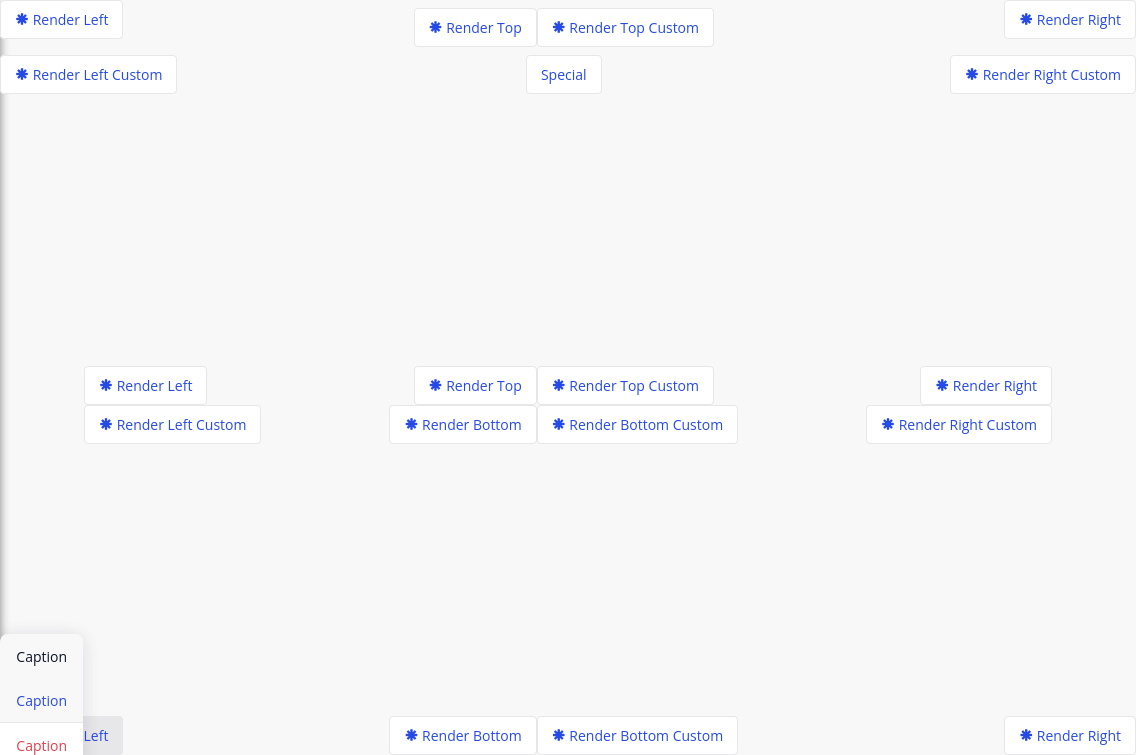 Render Left
Render Top
Render Top Custom
Render Right
Render Left Custom
Special
Render Right Custom
Render Left
Render Top
Render Top Custom
Render Right
Render Left Custom
Render Bottom
Render Bottom Custom
Render Right Custom
Caption
Caption
Caption
Left
Render Bottom
Render Bottom Custom
Render Right